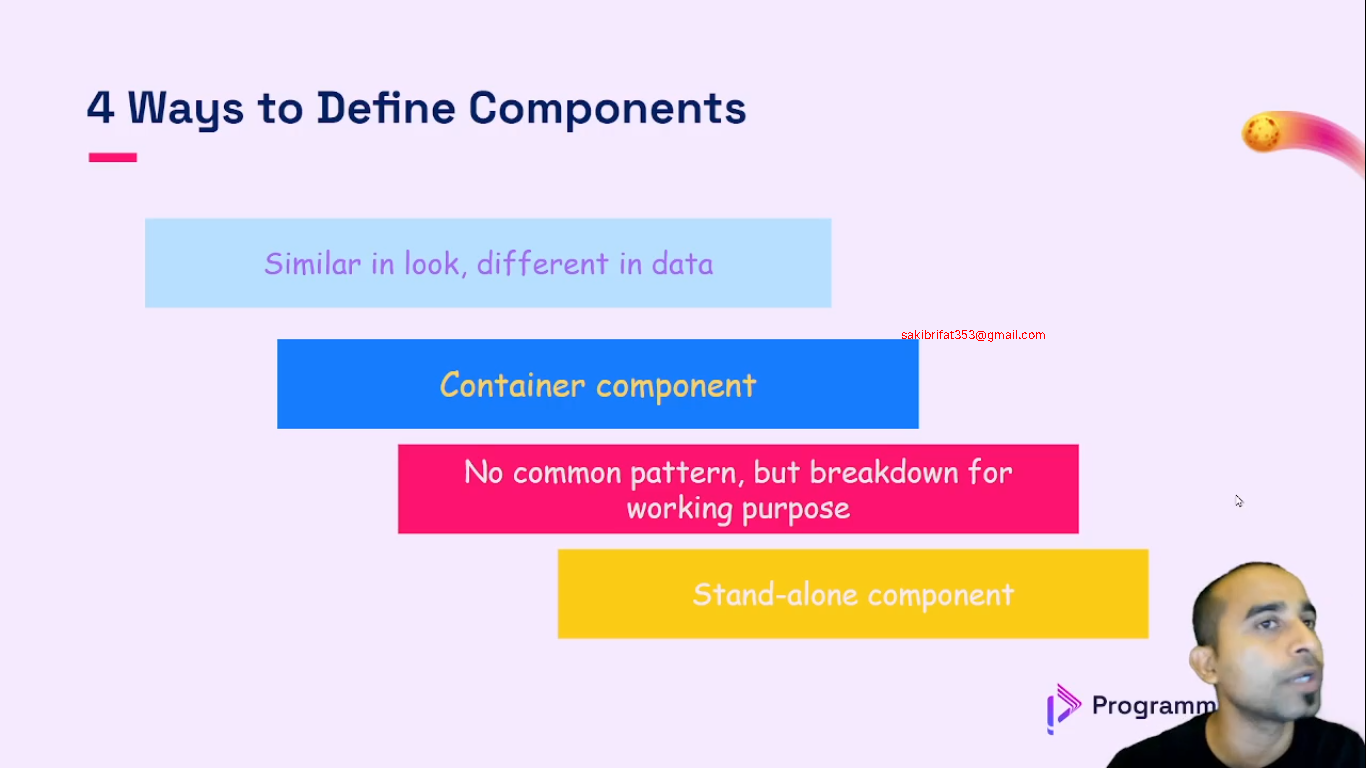 4 Ways to Define Components
Similar in look, different in data
sakibrifat353@gmail.com
Container component
No common pattern, but breakdown for
working purpose
Stand-alone component
Programm